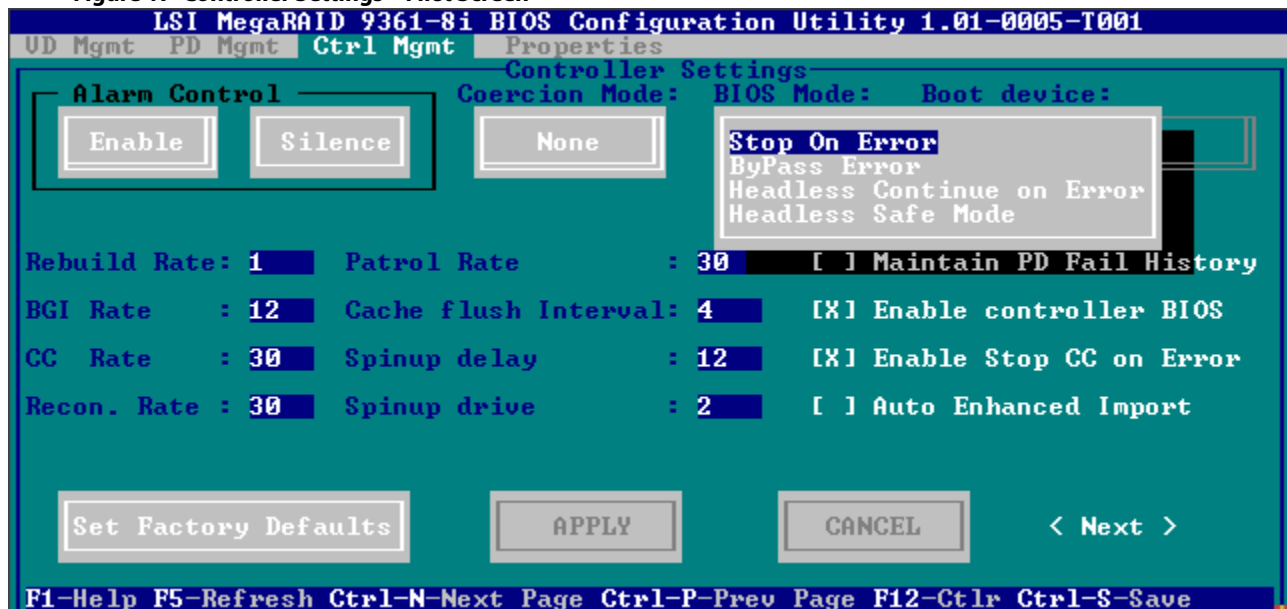 LSI MegaRAID 9361-8i BIOS Configuration Utility 1.01-0005-T001
VD Mgmt PD Mgmt Ctrl Mgmt Properties
Controller Settings
Alarm Control Coercion Mode: BIOS Mode: Boot device:
Enable Silence None
Stop On Error
ByPass Error
Headless Continue on Error
Headless Safe Mode
Rebuild Rate: 1 Patrol Rate : 30 [ ] Maintain PD Fail History
BGI Rate : 12 Cache flush Interval: 4 [X] Enable controller BIOS
CC Rate : 30 Spinup delay : 12 [X] Enable Stop CC on Error
Recon. Rate : 30 Spinup drive : 2 [ ] Auto Enhanced Import
Set Factory Defaults APPLY CANCEL < Next >
F1-Help F5-Refresh Ctrl-N-Next Page Ctrl-P-Prev Page F12-Ctlr Ctrl-S-Save